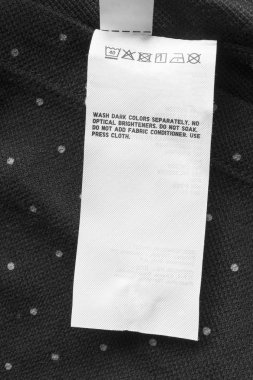 WASH DARK COLORS SEPARATELY. NO
OPTICAL BRIGHTENERS. DO NOT SOAK.
DO NOT ADD FABRIC CONDITIONER. USE
PRESS CLOTH.